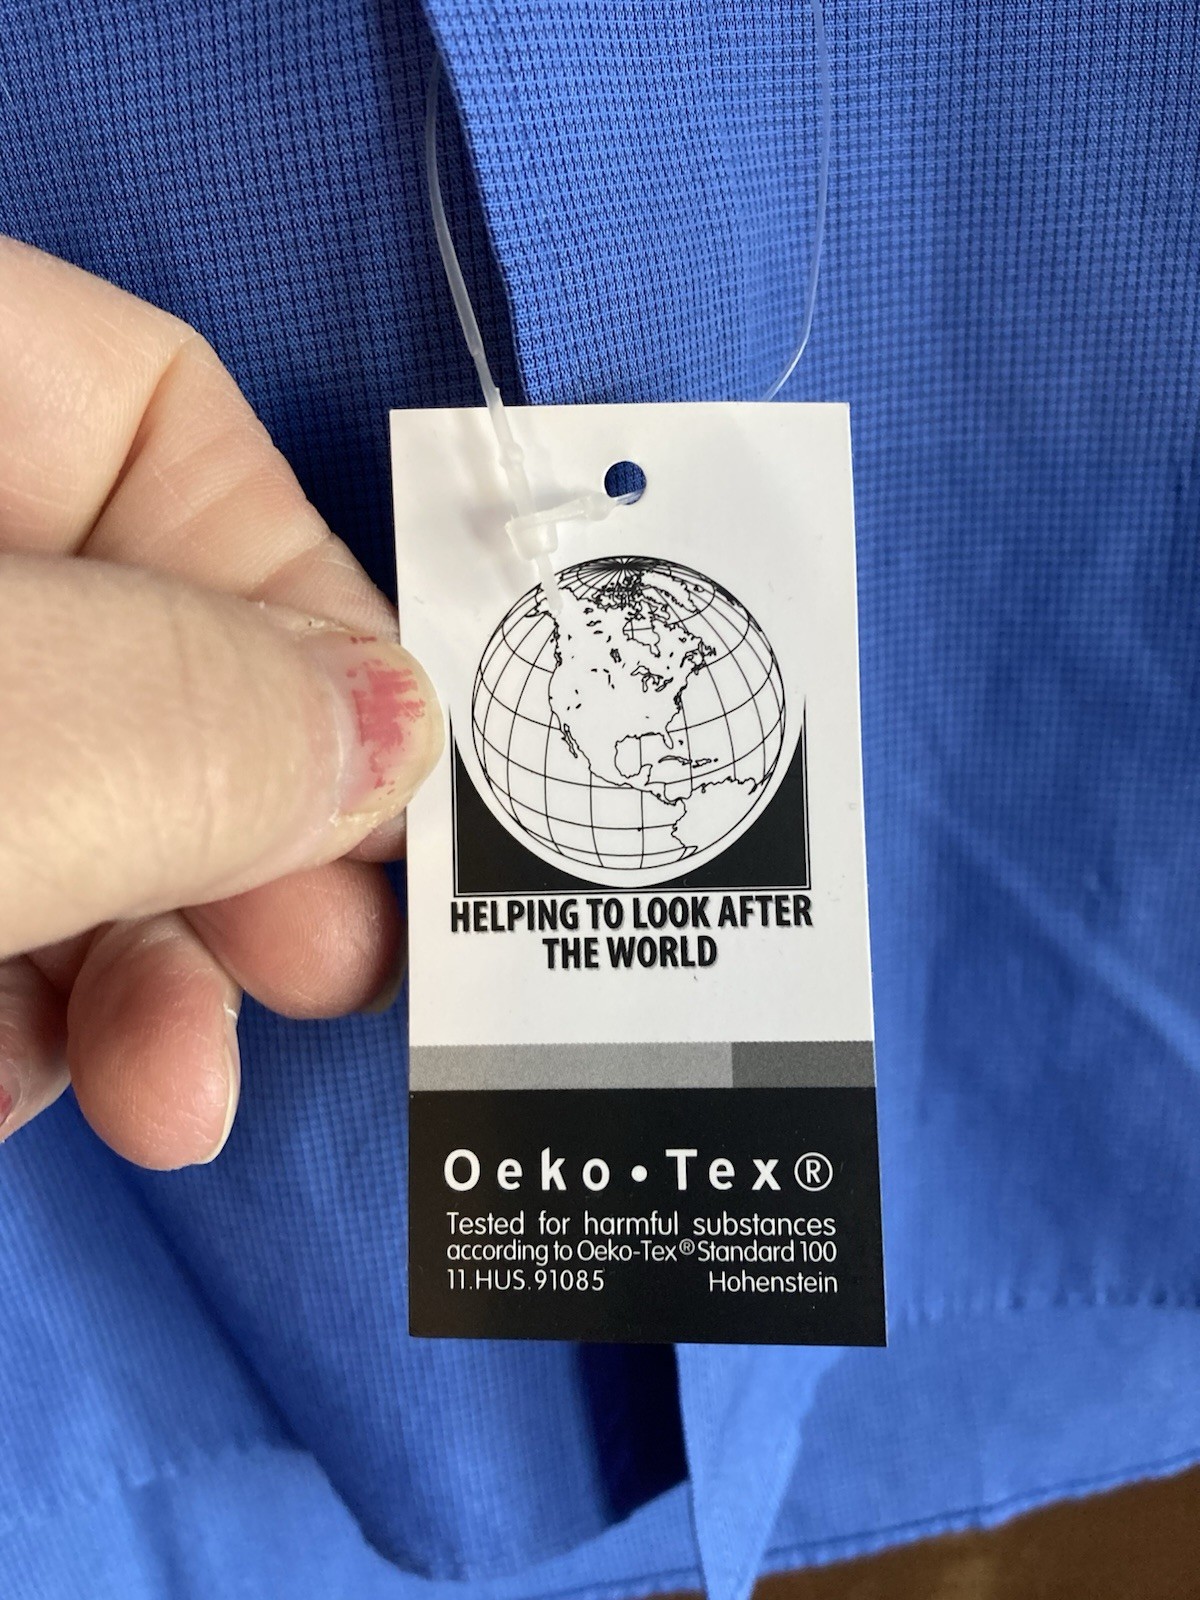 HELPING TO LOOK AFTER
THE WORLD
Oeko•Tex®
Tested for harmful substances
according to Oeko-Tex® Standard 100
11.HUS.91085 Hohenstein